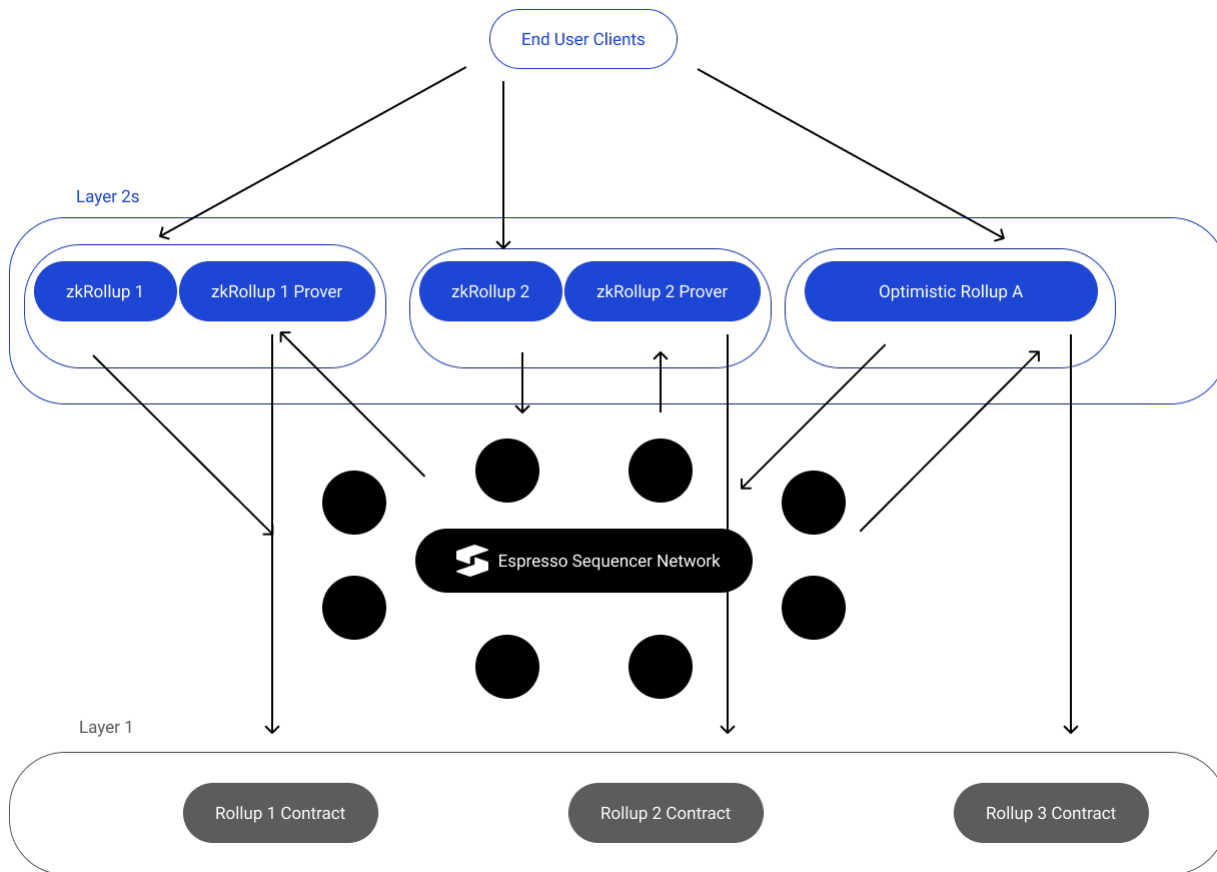 End User Clients
Layer 2s
zkRollup 1
zkRollup 1 Prover
zkRollup 2
zkRollup 2 Prover
Optimistic Rollup A
Espresso Sequencer Network
Layer 1
Rollup 1 Contract
Rollup 2 Contract
Rollup 3 Contract